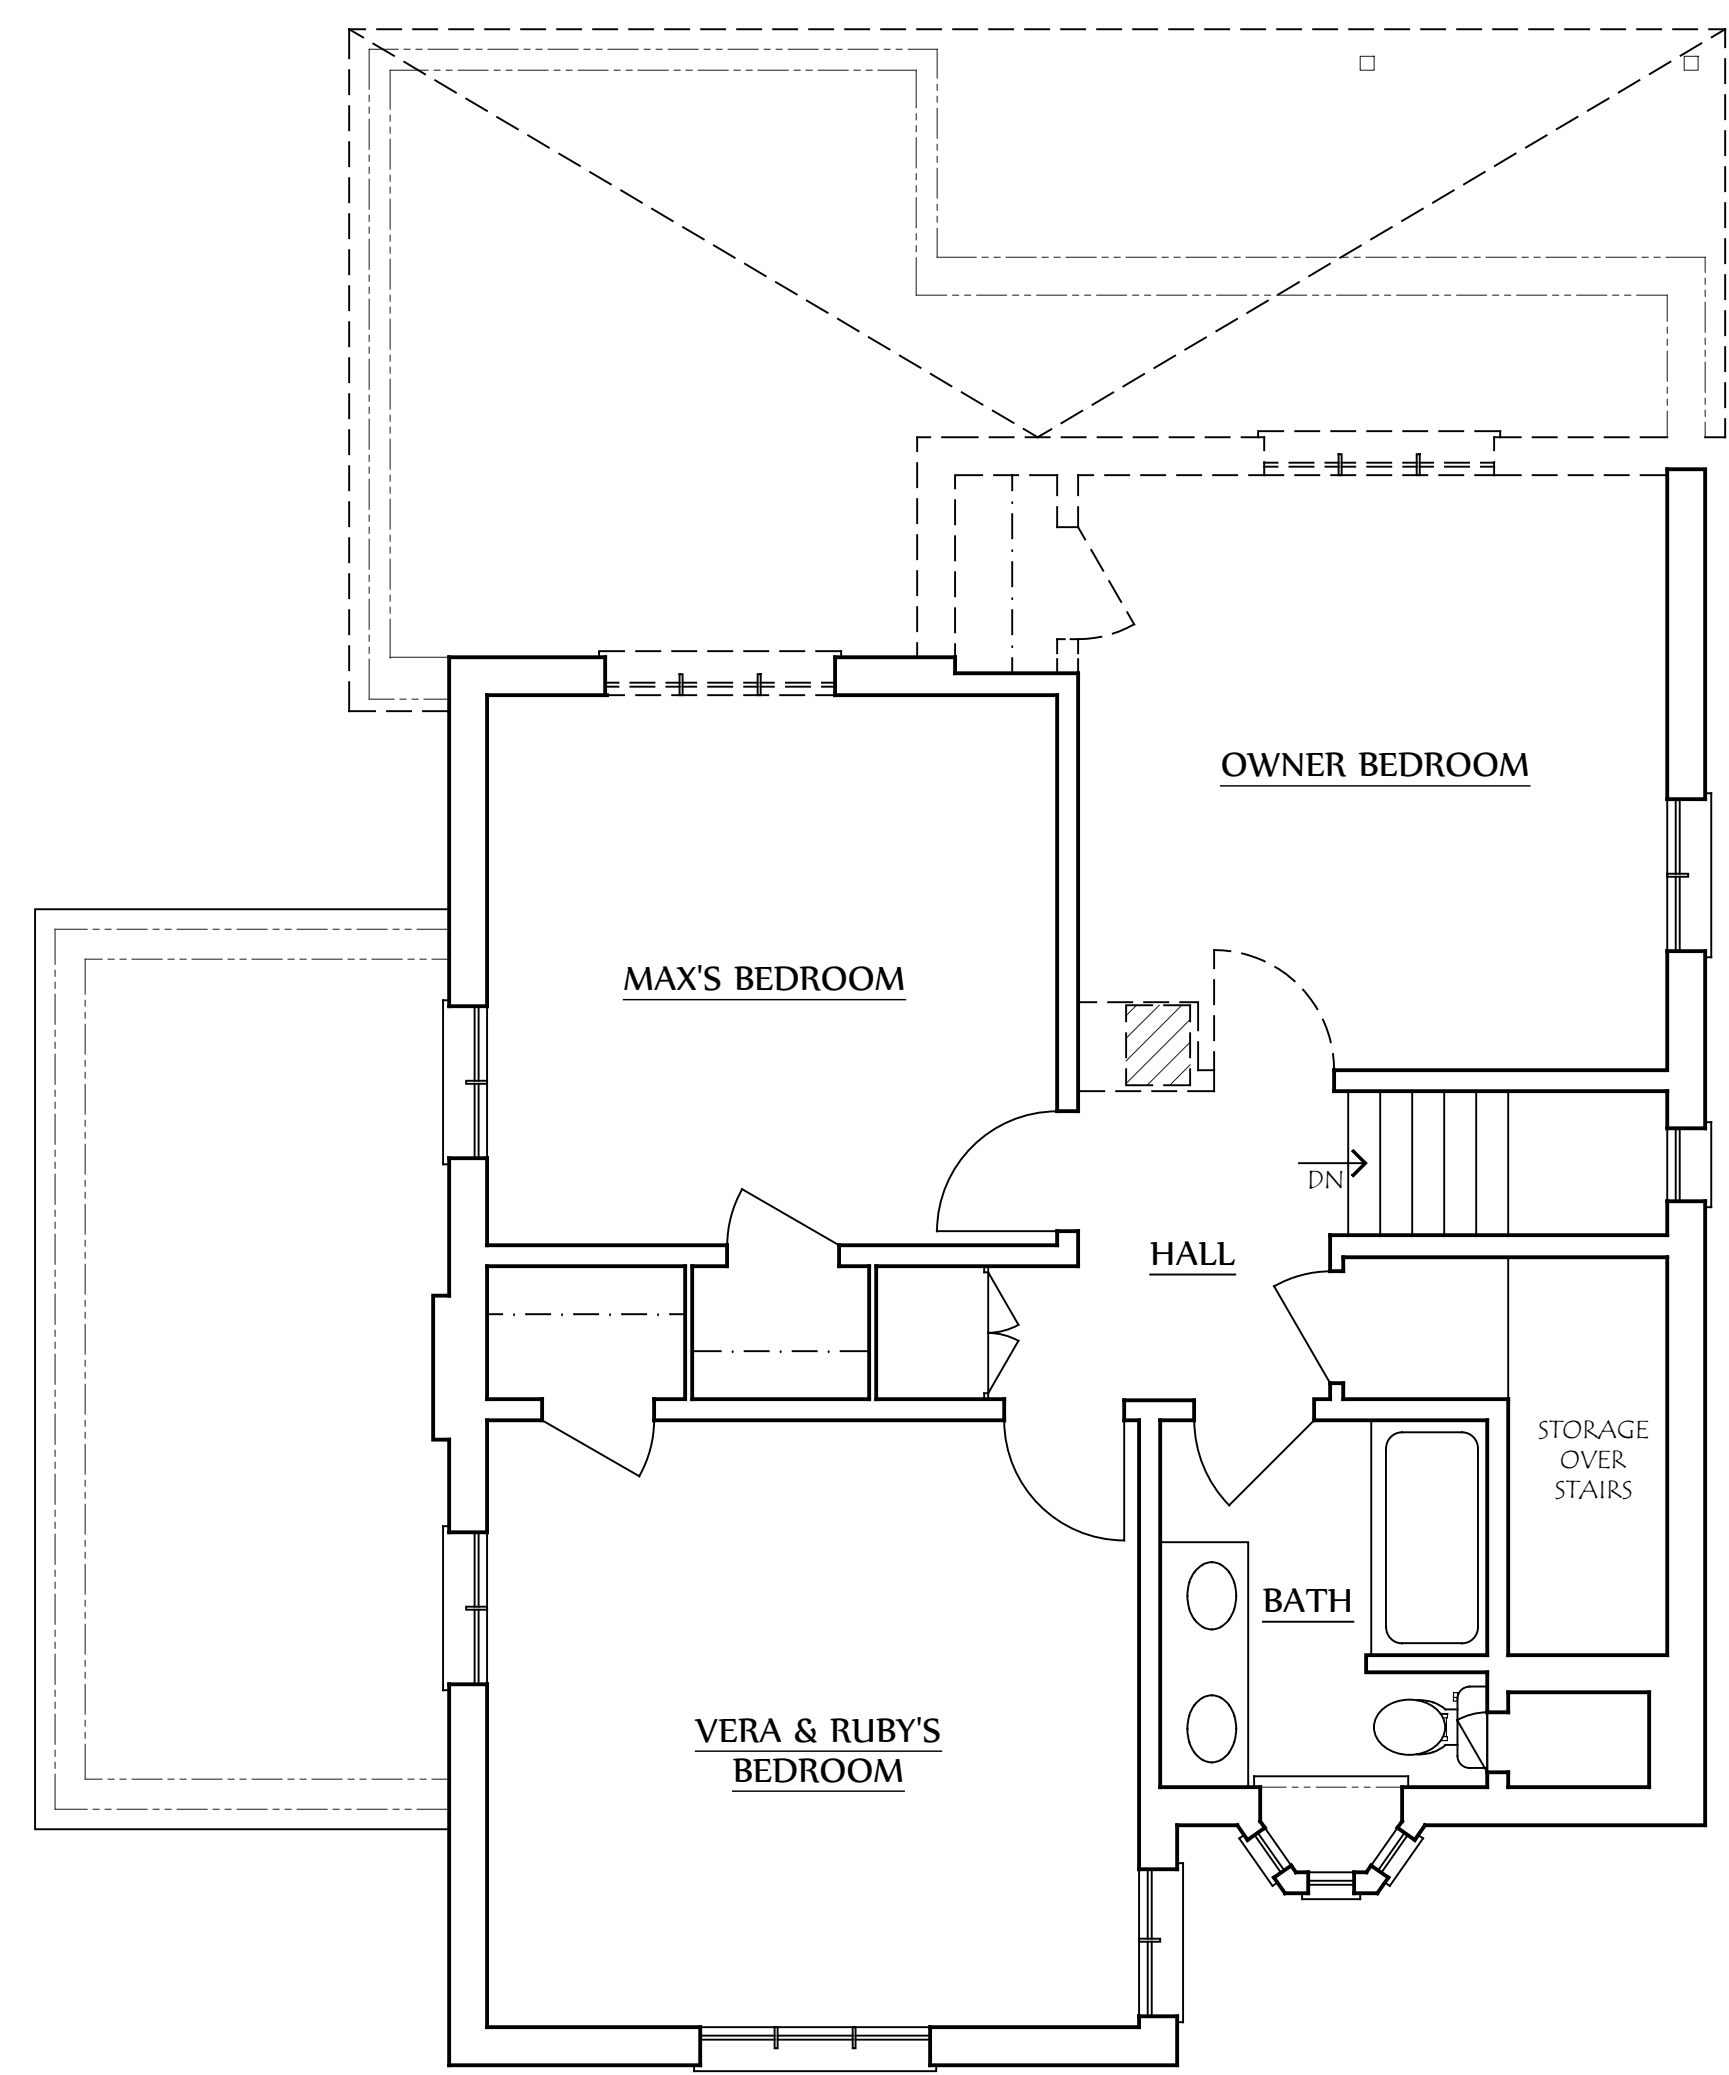 OWNER BEDROOM
MAX'S BEDROOM
DN
HALL
STORAGE
OVER
STAIRS
BATH
VERA & RUBY'S
BEDROOM